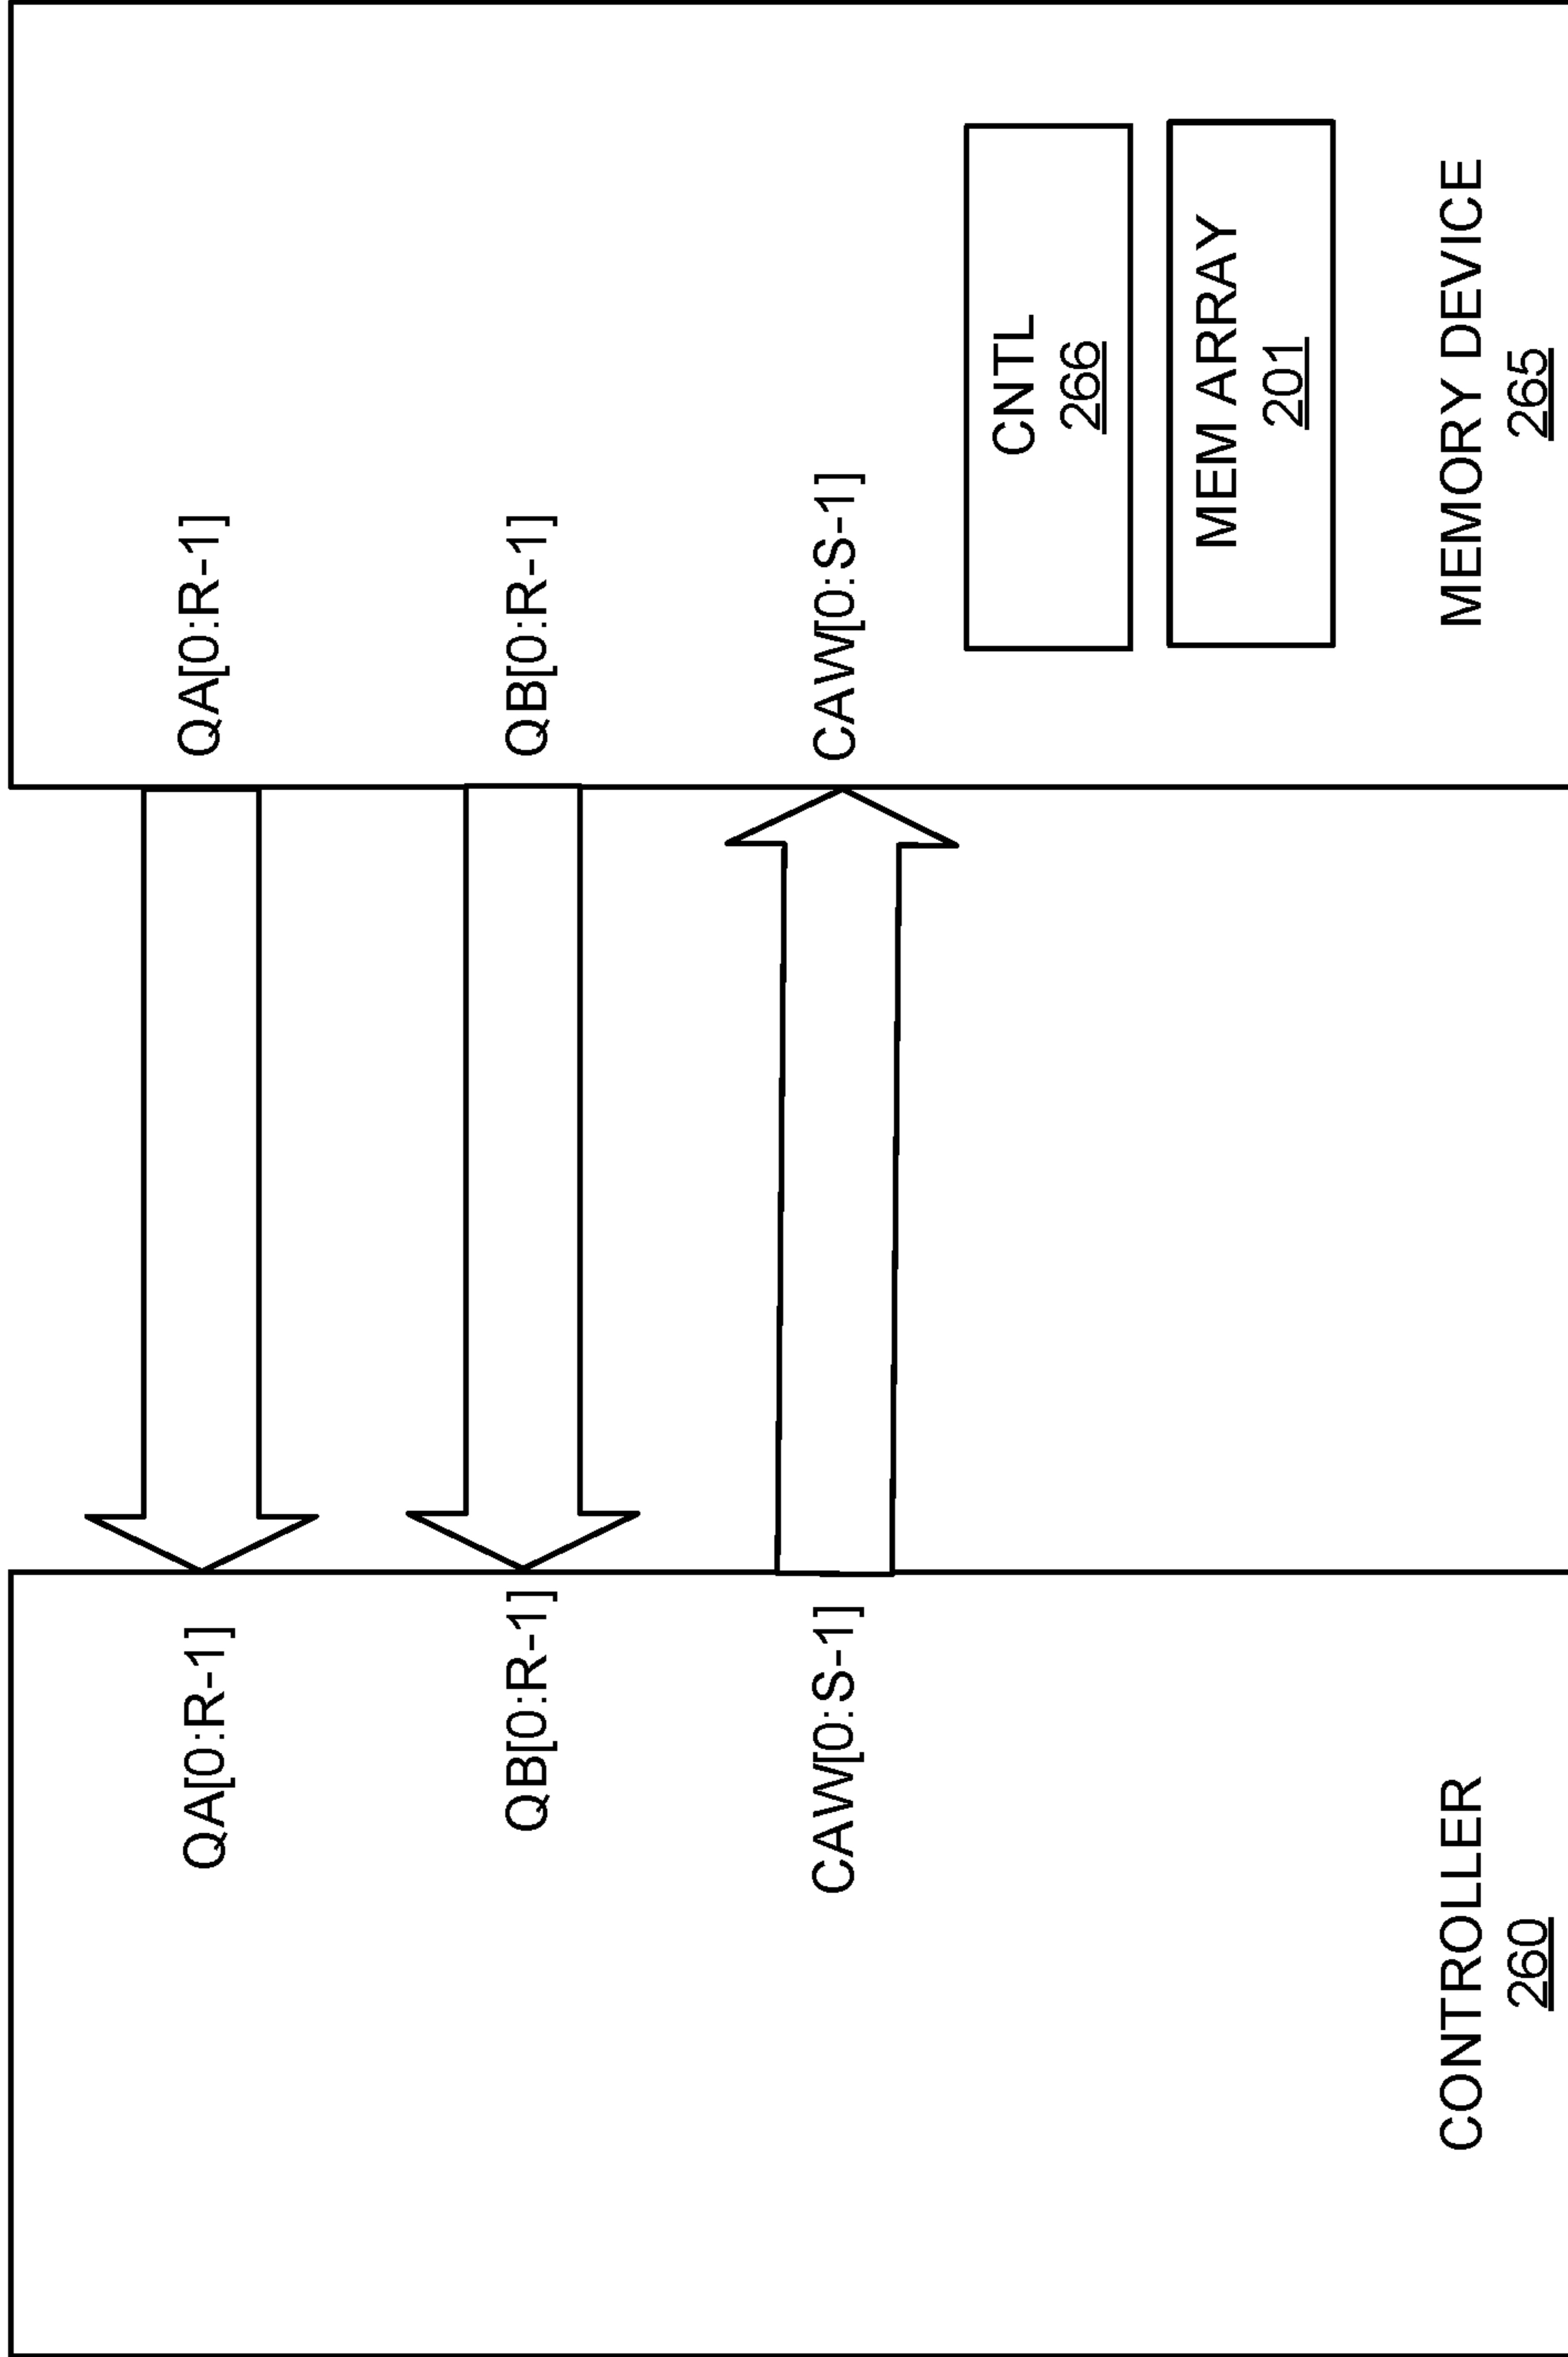 QA[0:R-1]
QA[0:R-1]
QB[0:R-1]
QB[0:R-1]
CAW[0:S-1]
CAW[0:S-1]
CNTL
266
MEM ARRAY
201
CONTROLLER
260
MEMORY DEVICE
265